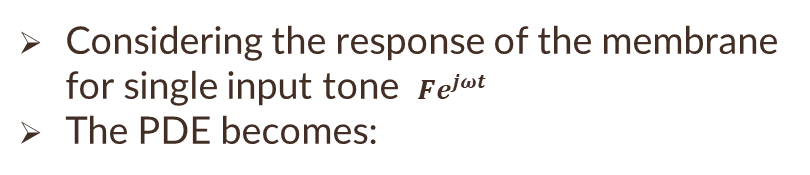 ➢ Considering the response of the membrane
for single input tone Fe^{jωt}
➢ The PDE becomes: